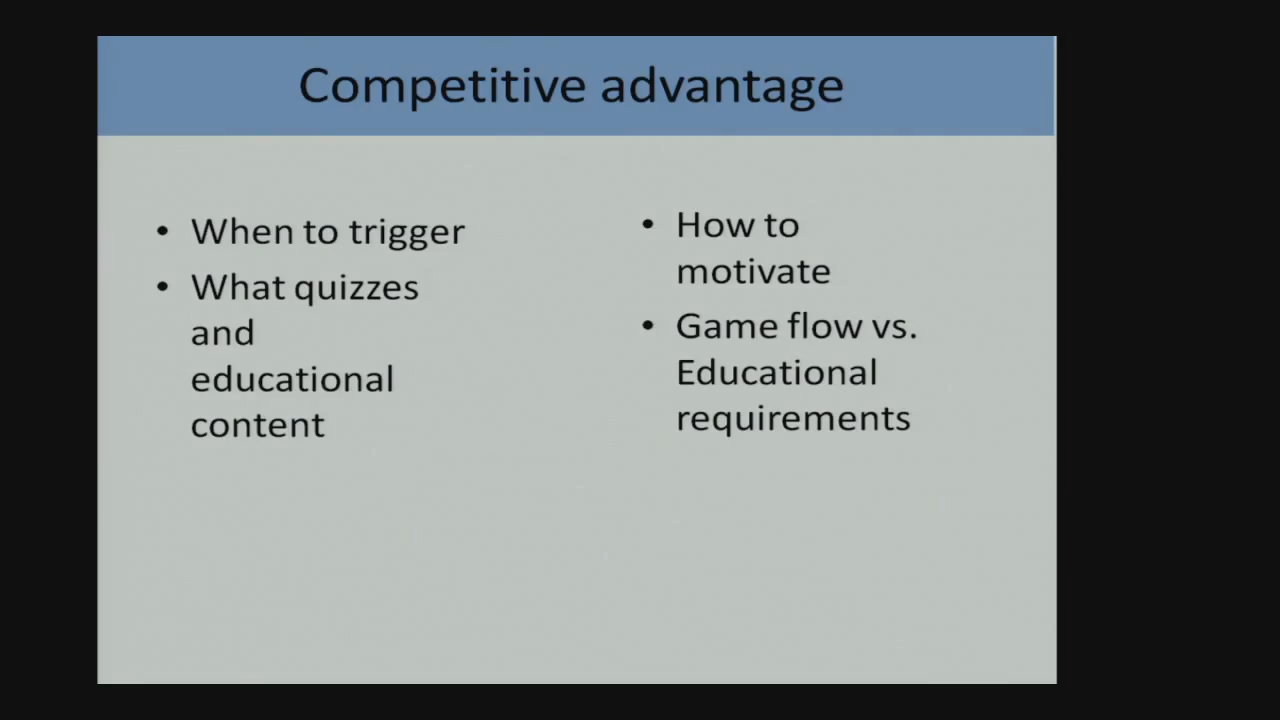 Competitive advantage
• When to trigger
• What quizzes
and
educational
content
• How to
motivate
• Game flow vs.
Educational
requirements